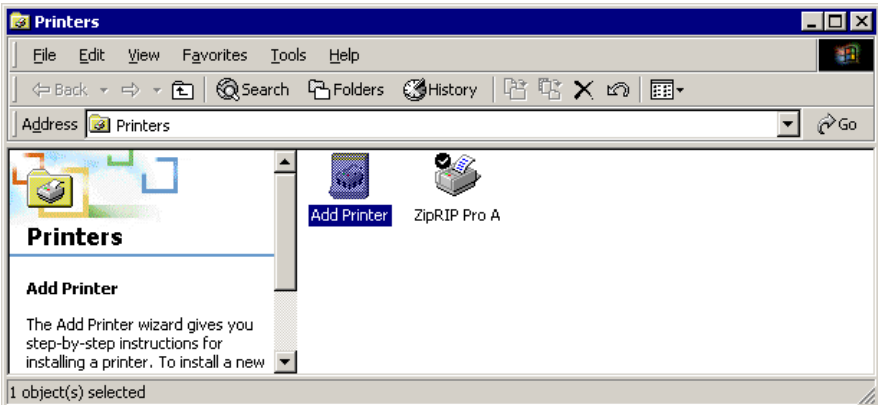 Printers
File Edit View Favorites Tools Help
Back Search Folders History
Address Printers Go
Add Printer ZipRIP Pro A
Printers
Add Printer
The Add Printer wizard gives you
step-by-step instructions for
installing a printer. To install a new
1 object(s) selected